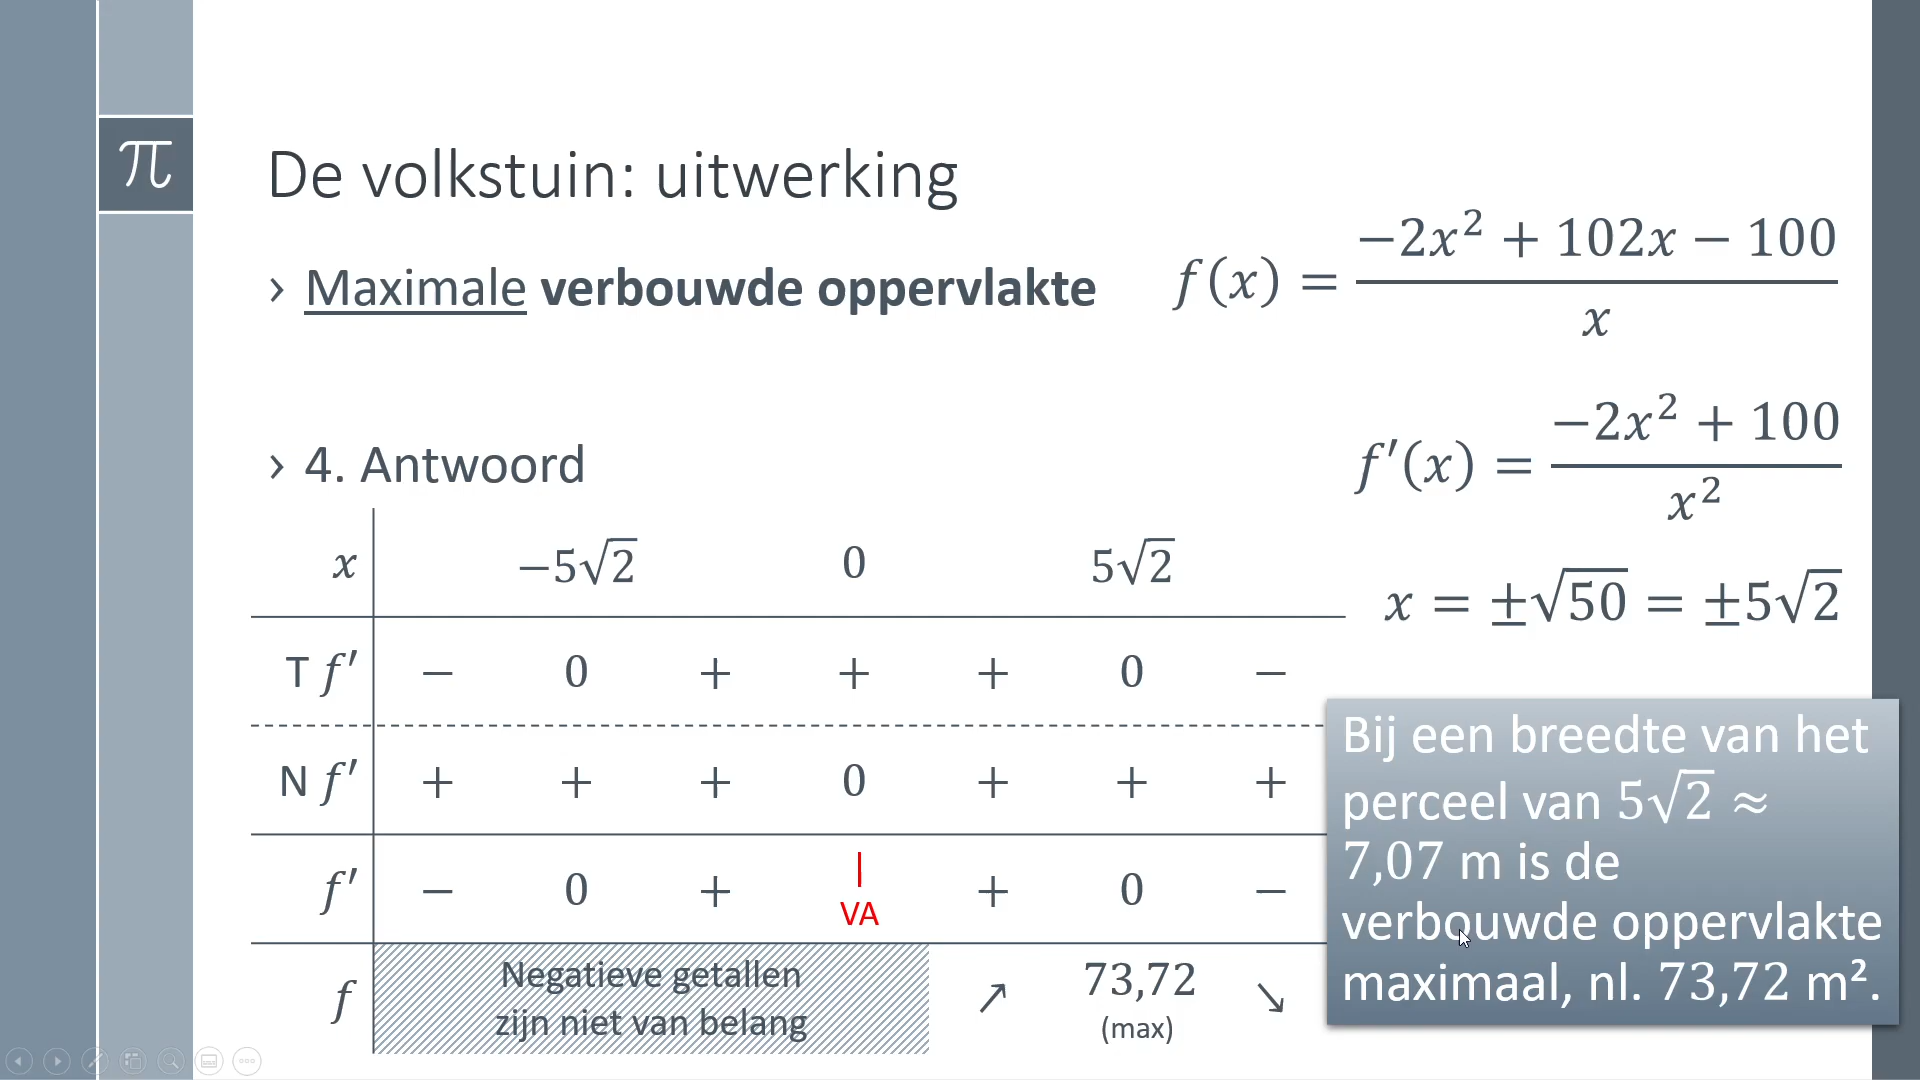 π
De volkstuin: uitwerking
› Maximale verbouwde oppervlakte
f(x) = (−2x² + 102x − 100) / x
f′(x) = (−2x² + 100) / x²
› 4. Antwoord
x = ±√50 = ±5√2
x −5√2 0 5√2
T f′ − 0 + + + 0 −
N f′ + + + 0 + + +
f′ − 0 + | + 0 −
VA
f Negatieve getallen ↗ 73,72 ↘
zijn niet van belang (max)
Bij een breedte van het
perceel van 5√2 ≈
7,07 m is de
verbouwde oppervlakte
maximaal, nl. 73,72 m².